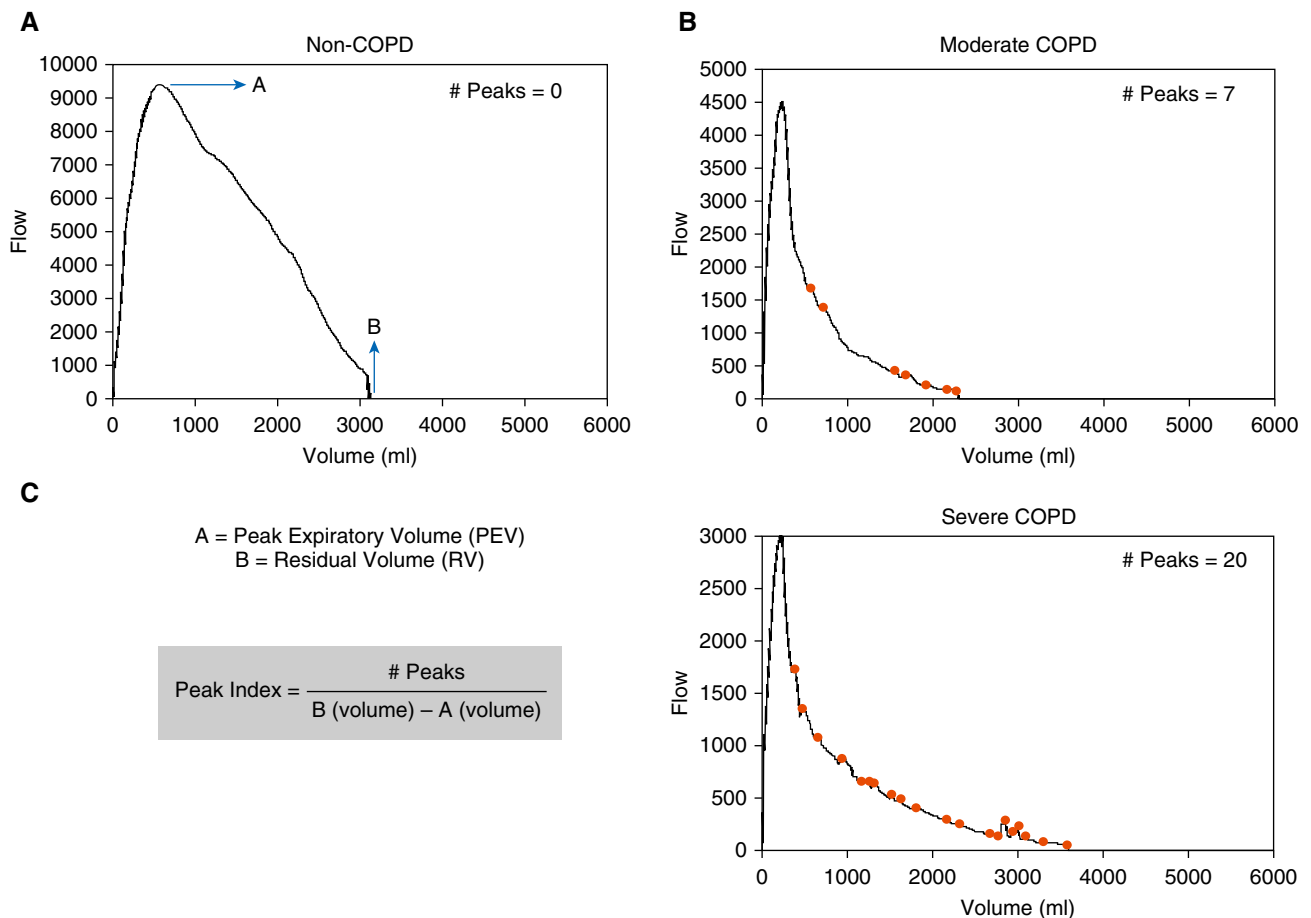 A
Non-COPD
10000
9000
8000
7000
6000
5000
4000
3000
2000
1000
0
Flow
A
B
# Peaks = 0
0 1000 2000 3000 4000 5000 6000
Volume (ml)
B
Moderate COPD
5000
4500
4000
3500
3000
2500
2000
1500
1000
500
0
Flow
# Peaks = 7
0 1000 2000 3000 4000 5000 6000
Volume (ml)
C
A = Peak Expiratory Volume (PEV)
B = Residual Volume (RV)
# Peaks
Peak Index =
B (volume) – A (volume)
Severe COPD
3000
2500
2000
1500
1000
500
0
Flow
# Peaks = 20
0 1000 2000 3000 4000 5000 6000
Volume (ml)